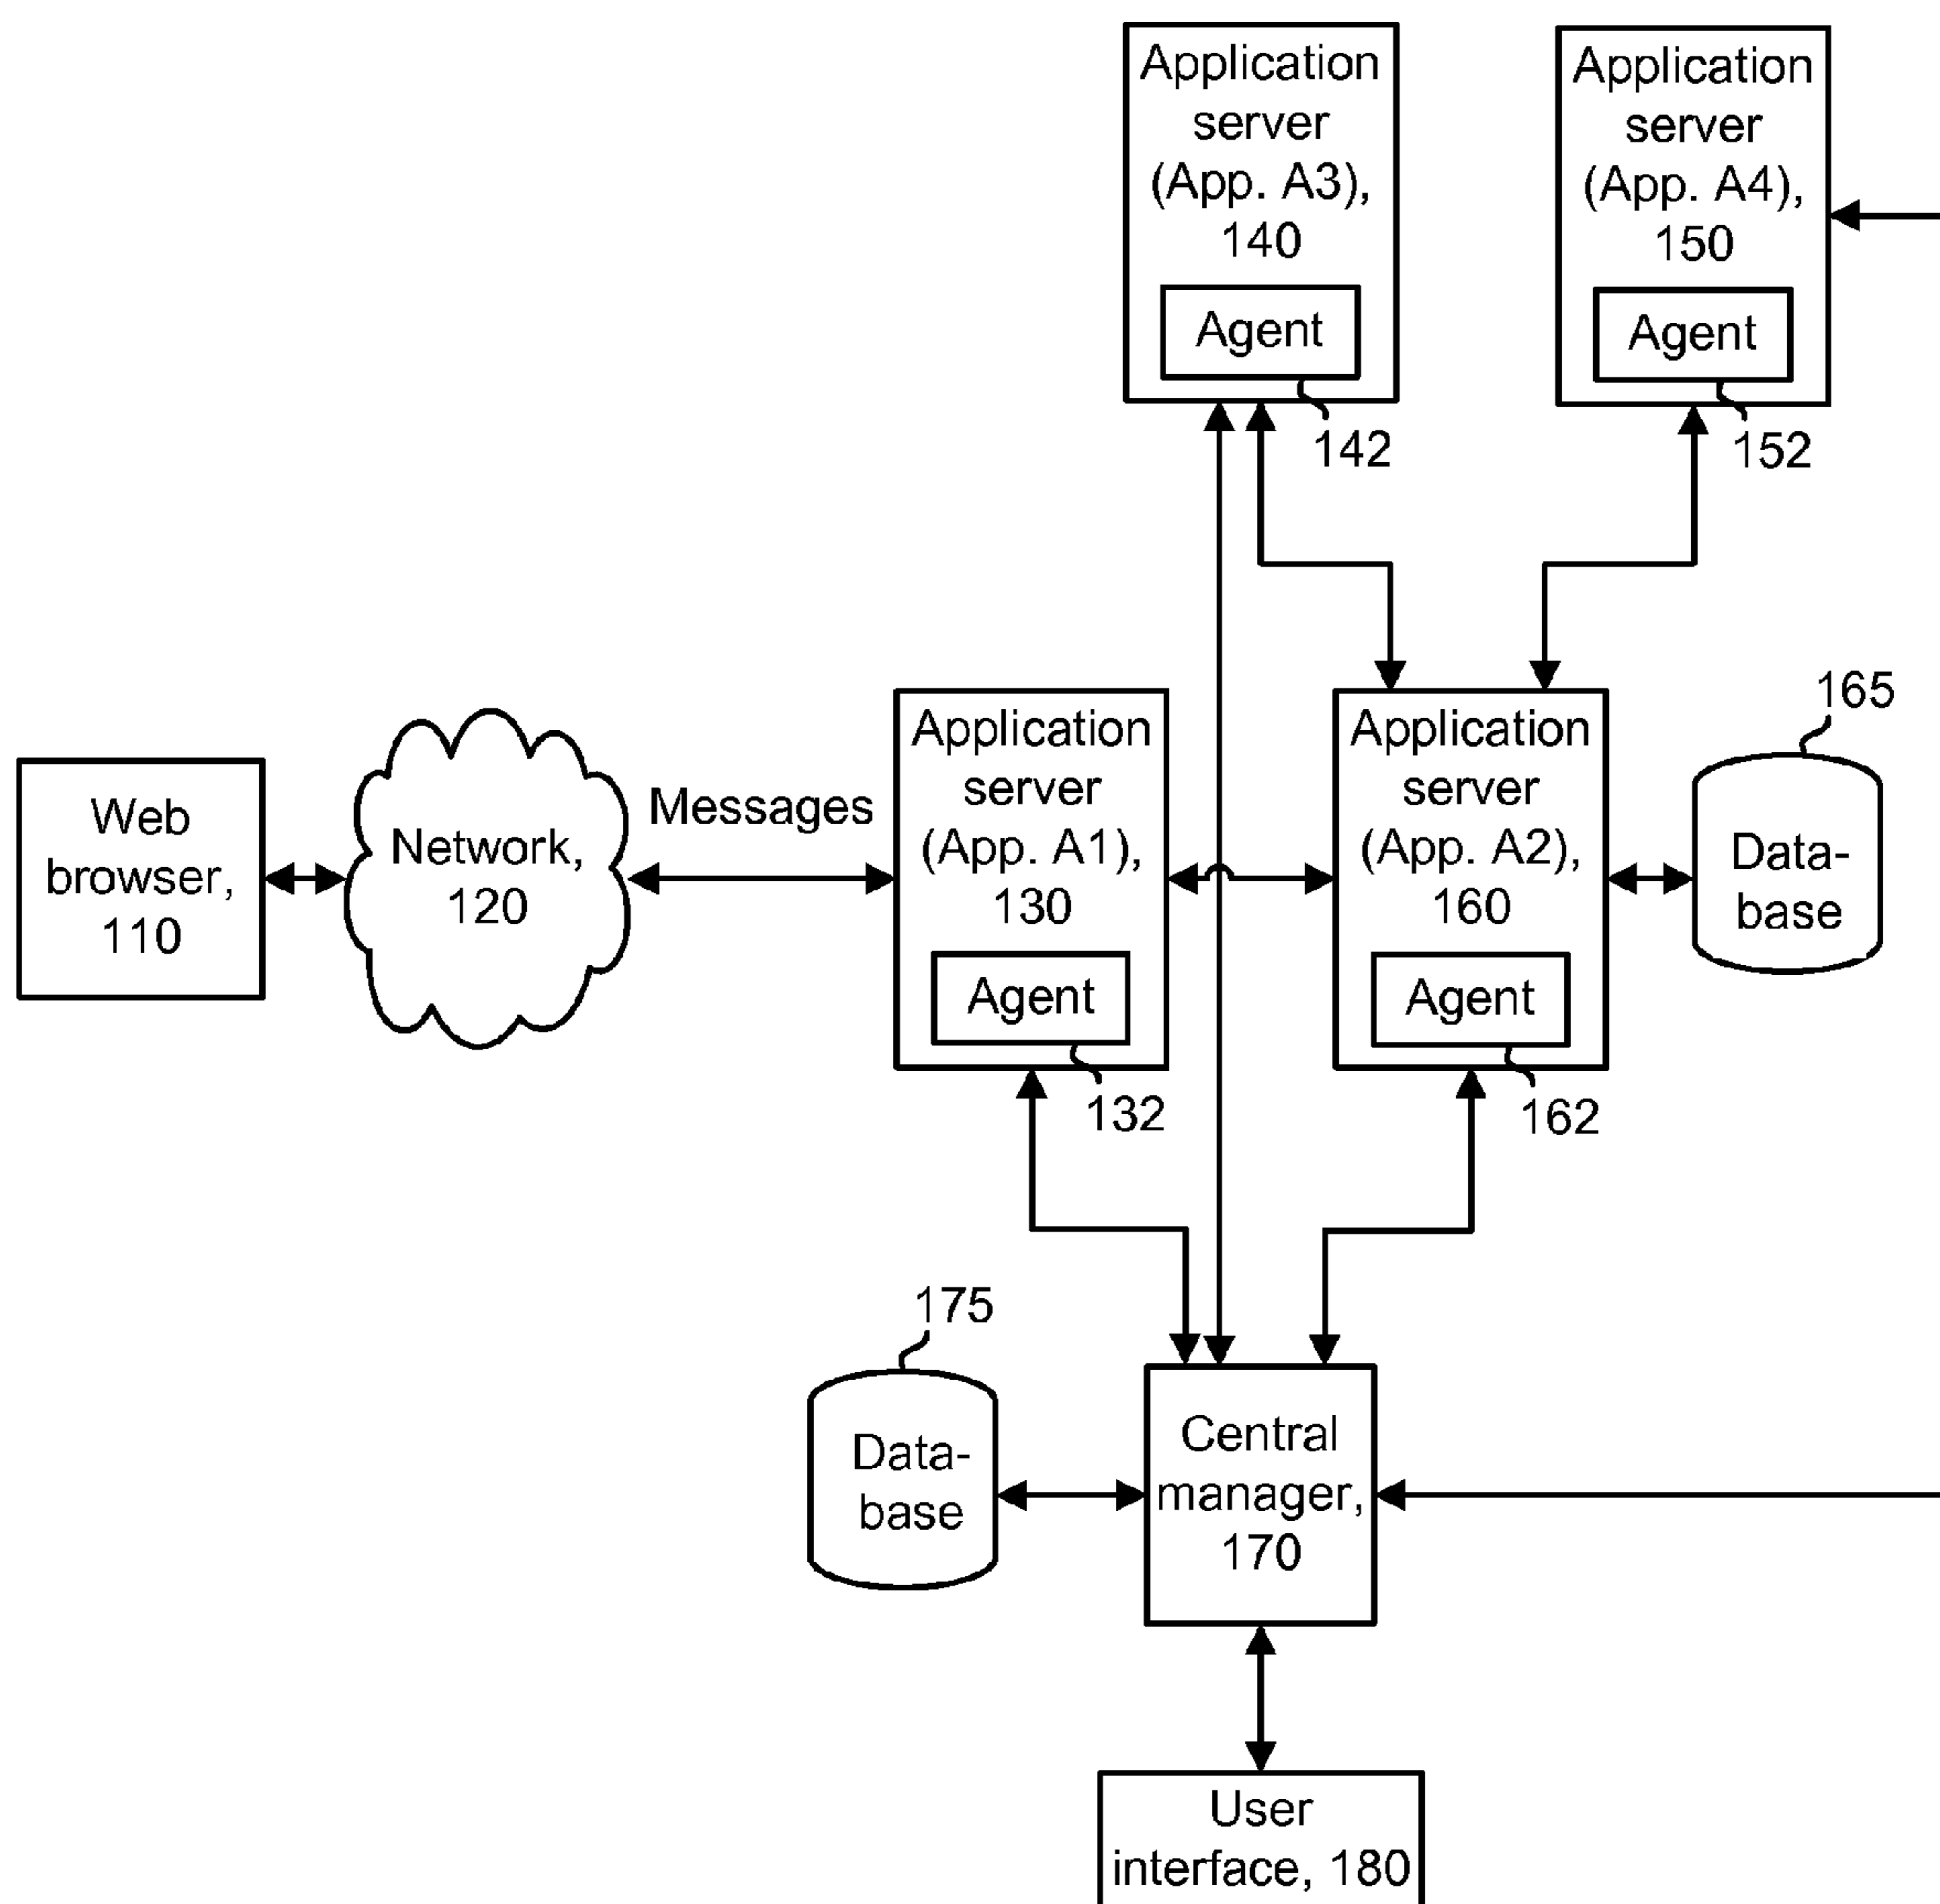 Application
server
(App. A3),
140
Agent
142
Application
server
(App. A4),
150
Agent
152
Web
browser,
110
Network,
120
Messages
Application
server
(App. A1),
130
Agent
132
Application
server
(App. A2),
160
Agent
162
165
Data-
base
175
Data-
base
Central
manager,
170
User
interface, 180